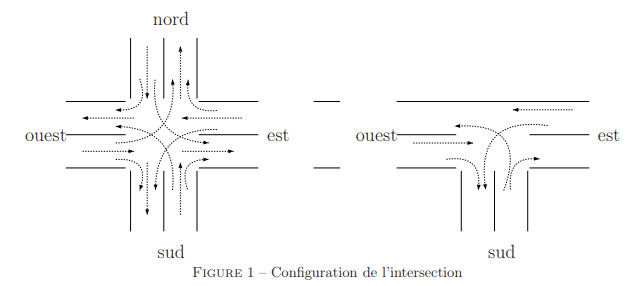 nord
ouest
est
ouest
est
sud
sud
FIGURE 1 – Configuration de l'intersection